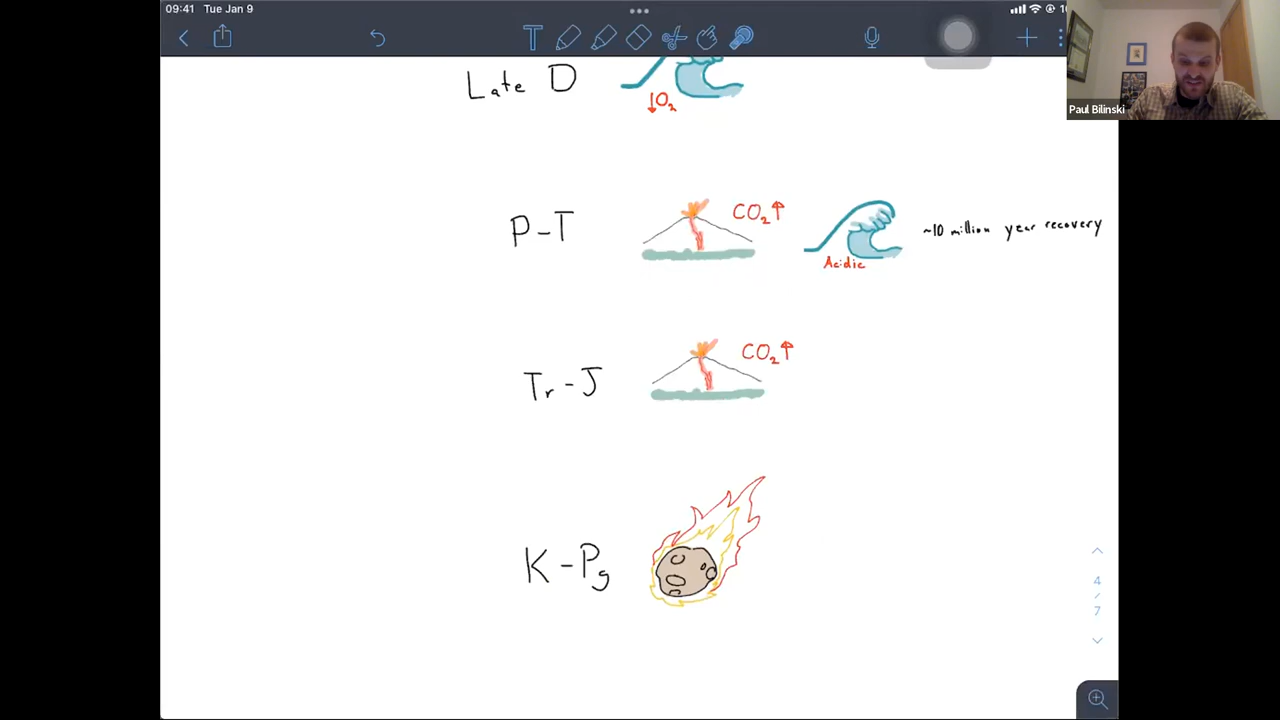 09:41 Tue Jan 9
T
Paul Bilinski
Late D
↓O₂
P-T
CO₂↑
Acidic
~10 million year recovery
Tr-J
CO₂↑
K-Pg
4
/
7